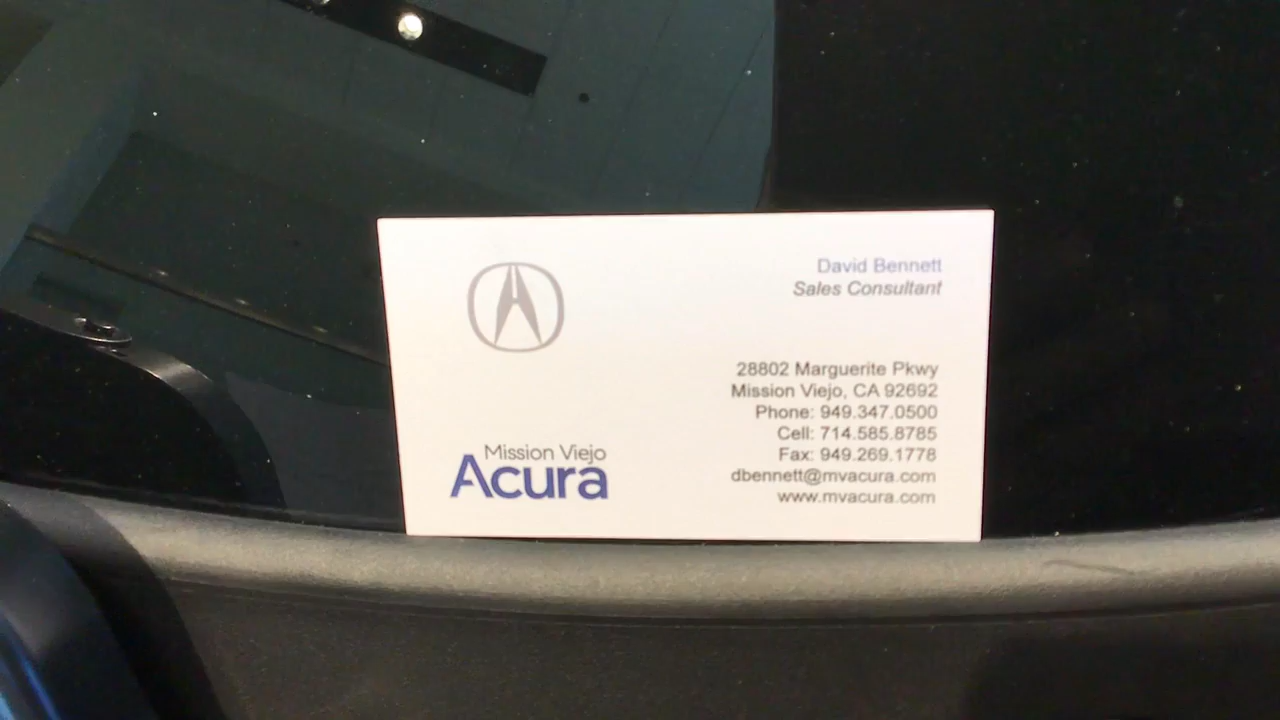 David Bennett
Sales Consultant
28802 Marguerite Pkwy
Mission Viejo, CA 92692
Phone: 949.347.0500
Cell: 714.585.8785
Fax: 949.269.1778
dbennett@mvacura.com
www.mvacura.com
Mission Viejo
Acura